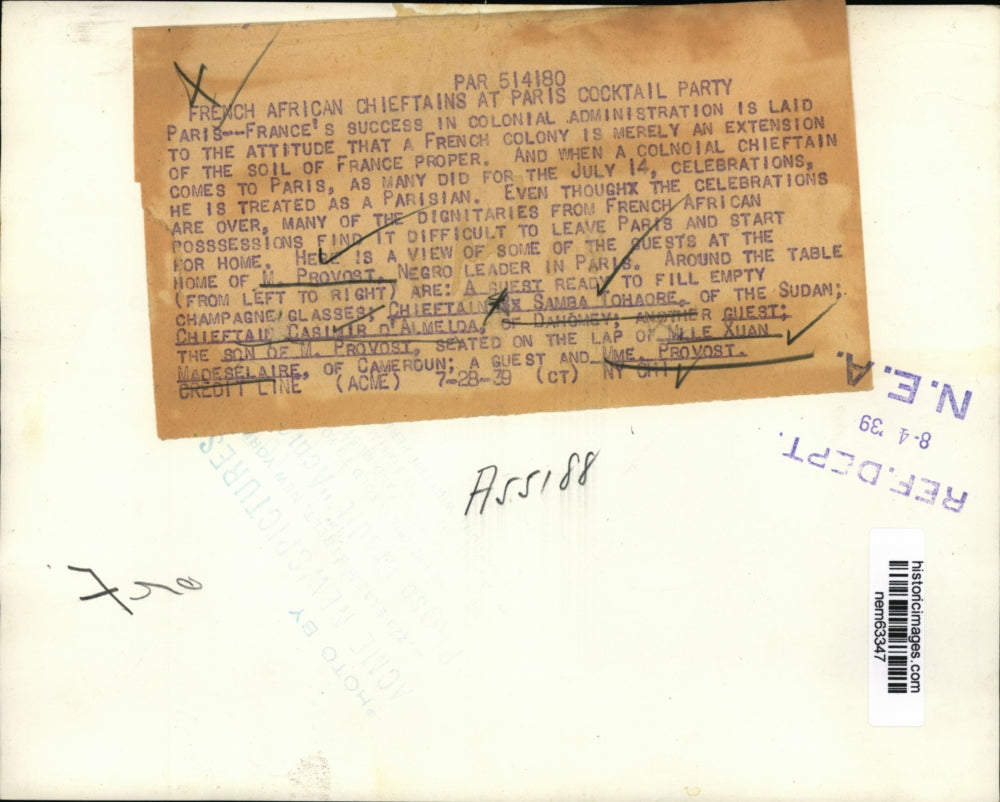 PAR 514180
FRENCH AFRICAN CHIEFTAINS AT PARIS COCKTAIL PARTY
PARIS--FRANCE'S SUCCESS IN COLONIAL ADMINISTRATION IS LAID
TO THE ATTITUDE THAT A FRENCH COLONY IS MERELY AN EXTENSION
OF THE SOIL OF FRANCE PROPER. AND WHEN A COLNOIAL CHIEFTAIN
COMES TO PARIS, AS MANY DID FOR THE JULY 14, CELEBRATIONS,
HE IS TREATED AS A PARISIAN. EVEN THOUGHX THE CELEBRATIONS
ARE OVER, MANY OF THE DIGNITARIES FROM FRENCH AFRICAN
POSSSESSIONS FIND IT DIFFICULT TO LEAVE PARIS AND START
FOR HOME. HERE IS A VIEW OF SOME OF THE GUESTS AT THE
HOME OF M. PROVOST, NEGRO LEADER IN PARIS. AROUND THE TABLE
(FROM LEFT TO RIGHT) ARE: A GUEST READY TO FILL EMPTY
CHAMPAGNE GLASSES; CHIEFTAIN SAMBA TOHAORE, OF THE SUDAN;
CHIEFTAIN CASIMIR D'ALMEIDA, OF DAHOMEY; ANOTHER GUEST;
THE SON OF M. PROVOST, SEATED ON THE LAP OF MLLE XUAN
MADESELAIRE, OF CAMEROUN; A GUEST AND MME. PROVOST.
CREDIT LINE (ACME) 7-28-39 (CT) NY CHI
N.E.A.
8-4 '39
REF. DEPT.
A55188
PHOTO BY
ACME NEWSPICTURES
historicimages.com
nem63347